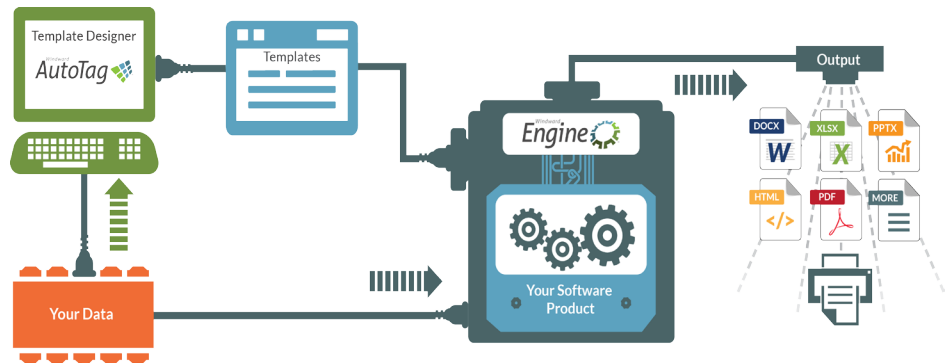 Template Designer
Windward
AutoTag
Templates
Your Data
Windward
Engine
Your Software
Product
Output
DOCX
W
XLSX
X
PPTX
HTML
</>
PDF
MORE